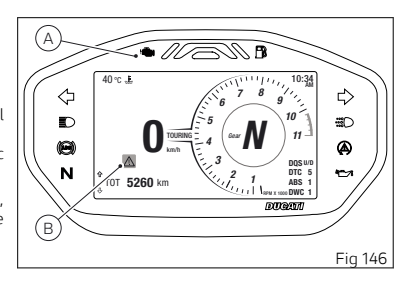 A
40 °C
10:34
AM
7 8
6 9
5 10
4 11
3
2
1
0
TOURING
km/h
Gear N
RPM X 1000
ABS
N
TOT 5260 km
DQS U/D
DTC 5
ABS 1
DWC 1
B
DUCATI
Fig 146